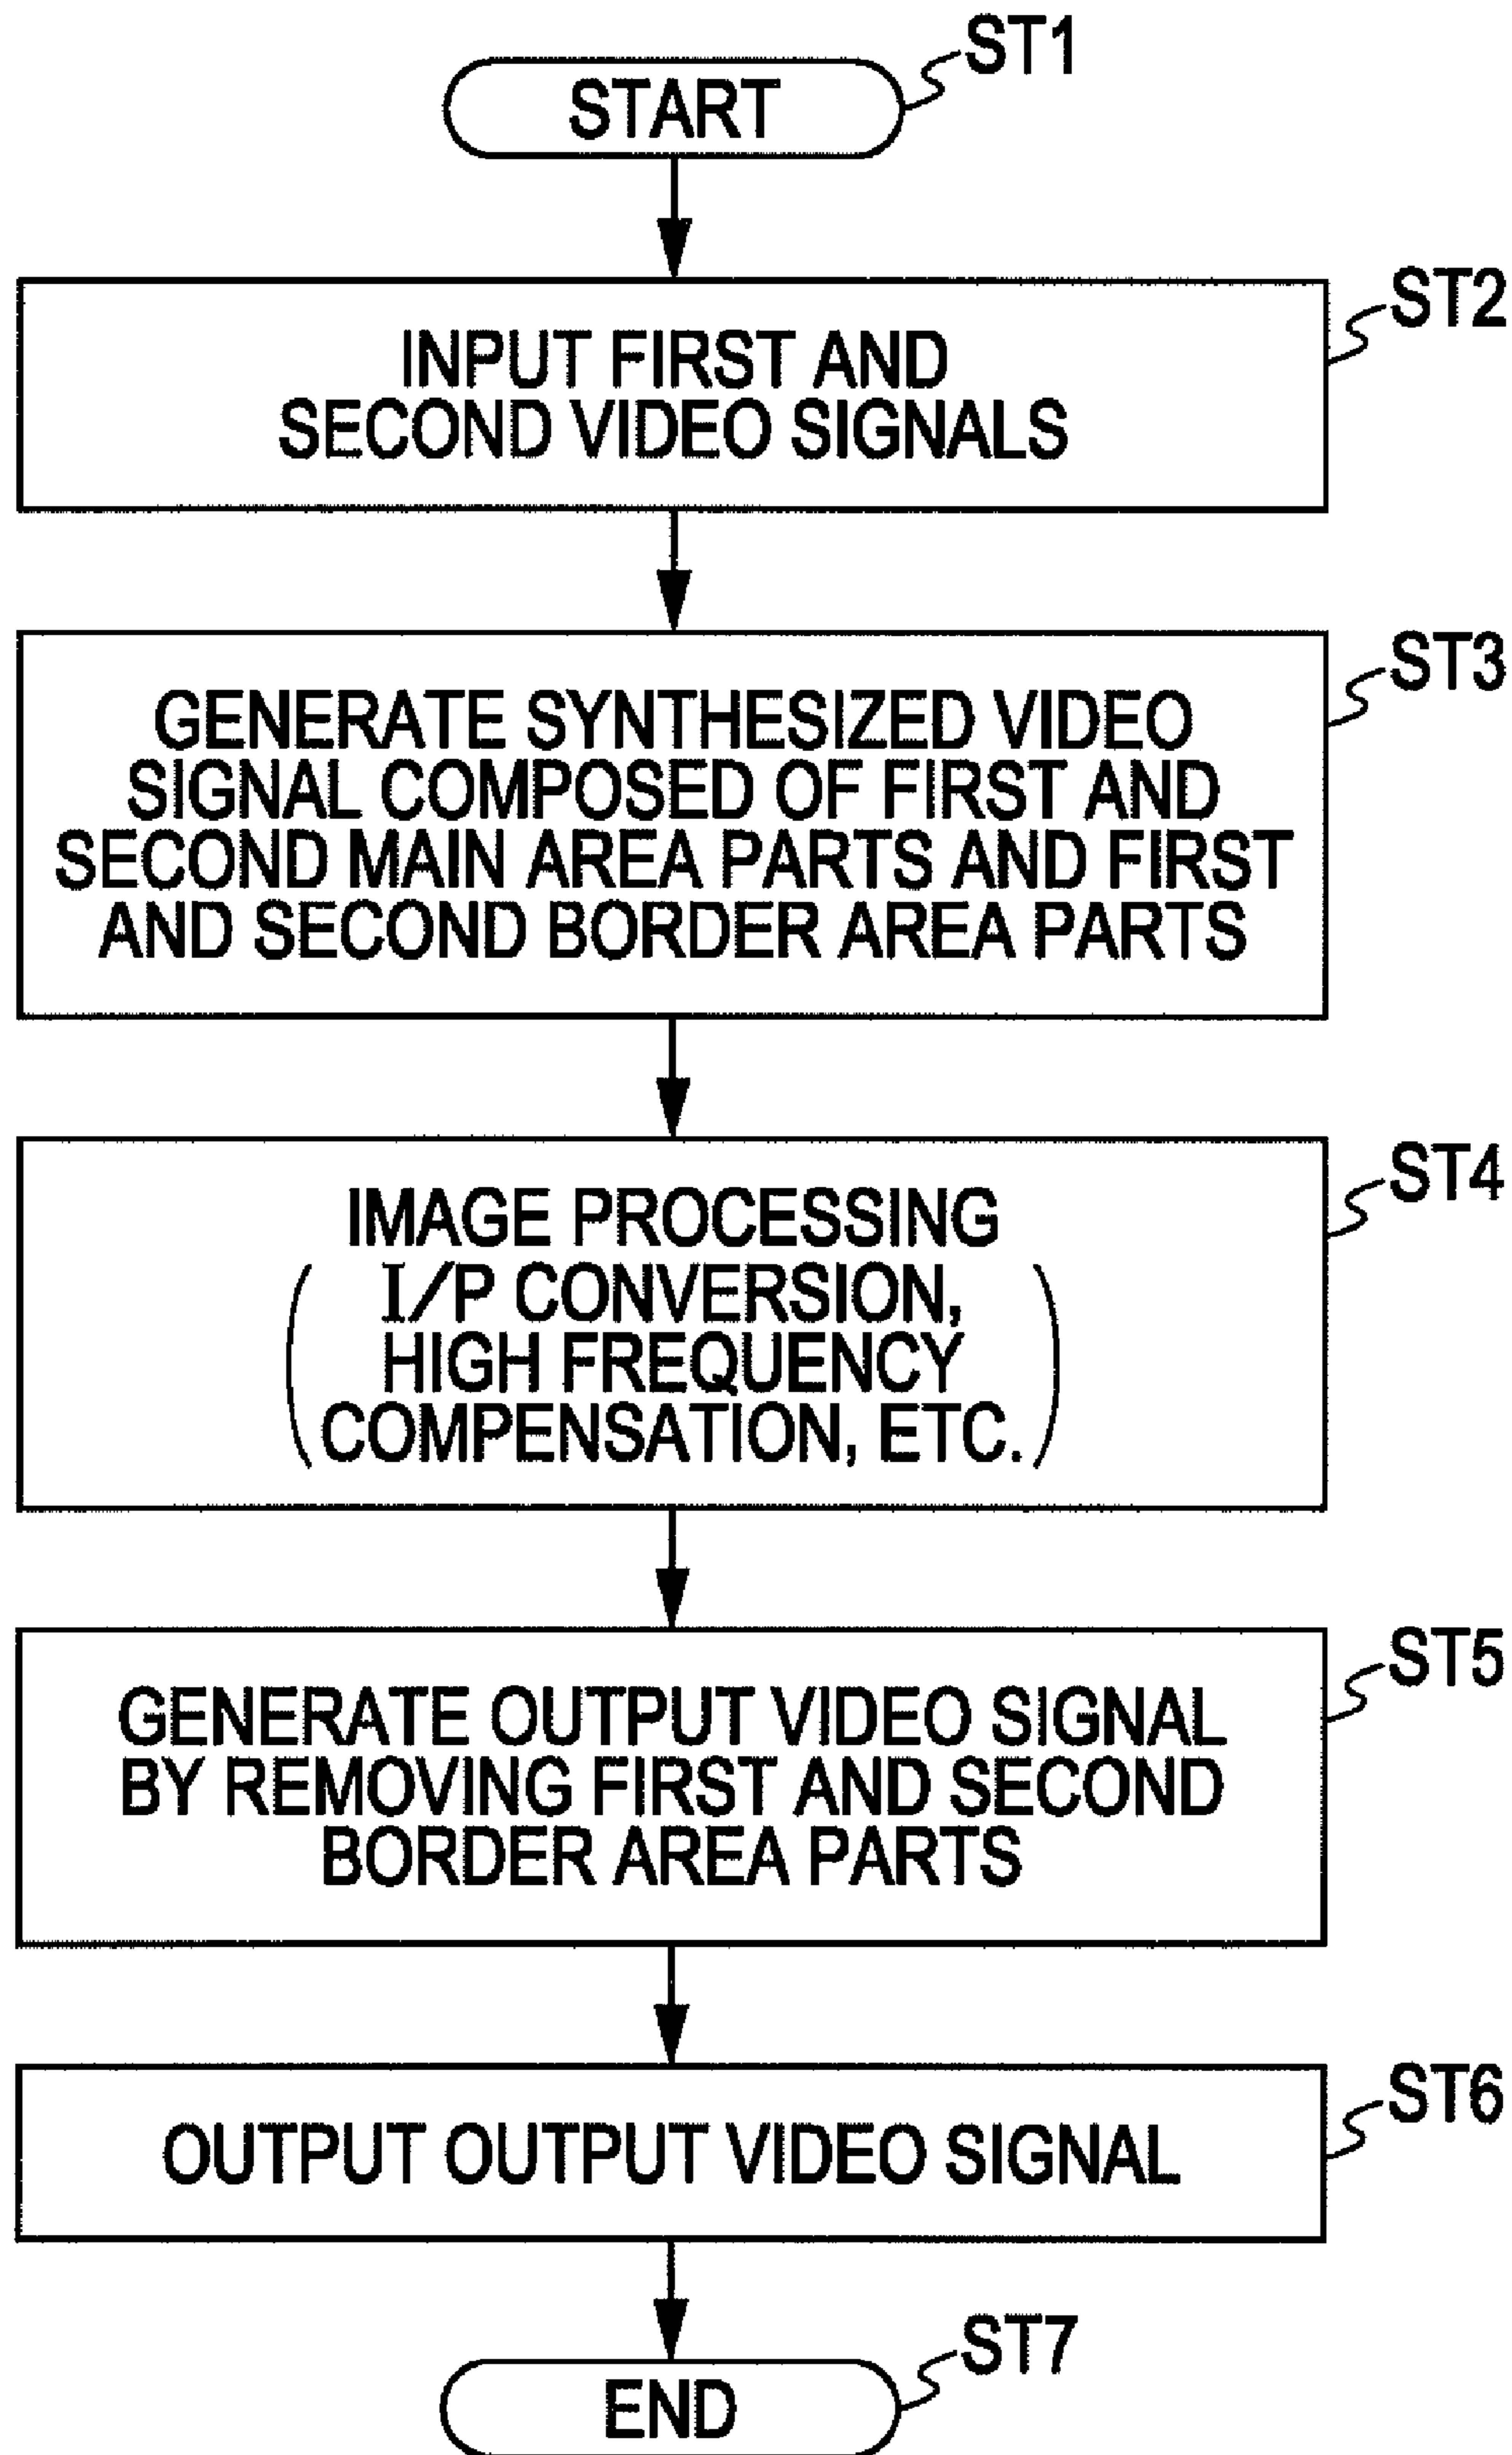 ST1
START
ST2
INPUT FIRST AND
SECOND VIDEO SIGNALS
ST3
GENERATE SYNTHESIZED VIDEO
SIGNAL COMPOSED OF FIRST AND
SECOND MAIN AREA PARTS AND FIRST
AND SECOND BORDER AREA PARTS
ST4
IMAGE PROCESSING
( I/P CONVERSION,
HIGH FREQUENCY
COMPENSATION, ETC. )
ST5
GENERATE OUTPUT VIDEO SIGNAL
BY REMOVING FIRST AND SECOND
BORDER AREA PARTS
ST6
OUTPUT OUTPUT VIDEO SIGNAL
ST7
END